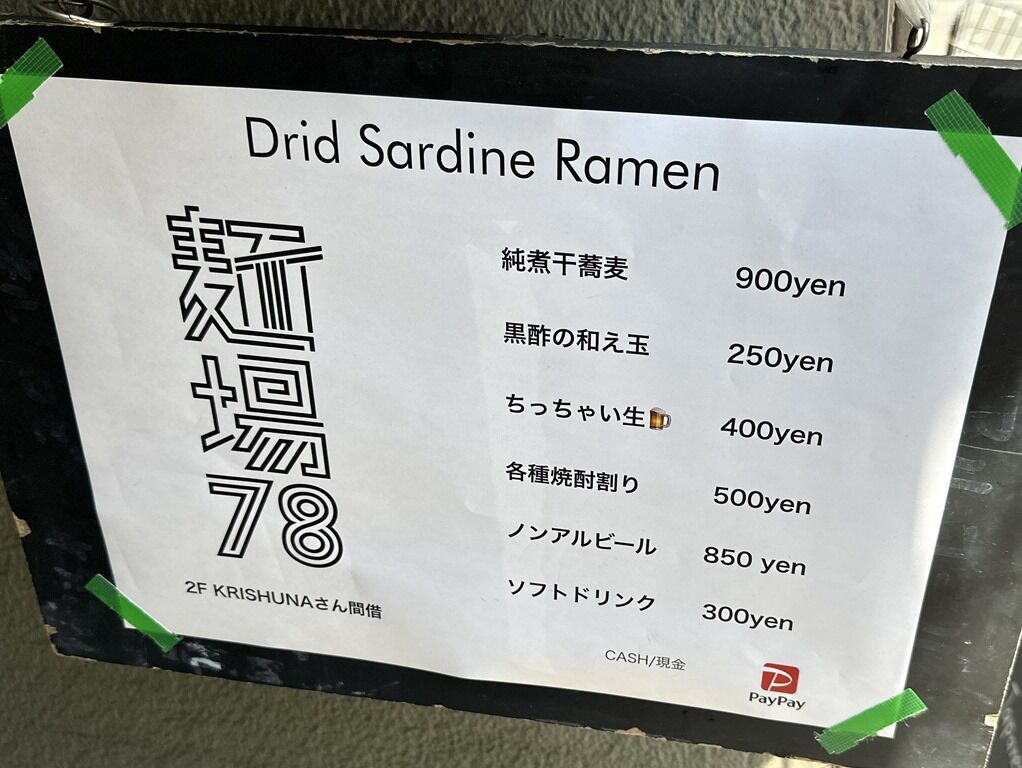 Drid Sardine Ramen
麺場
78
2F KRISHUNAさん間借
純煮干蕎麦 900yen
黒酢の和え玉 250yen
ちっちゃい生🍺 400yen
各種焼酎割り 500yen
ノンアルビール 850 yen
ソフトドリンク 300yen
CASH/現金
PayPay